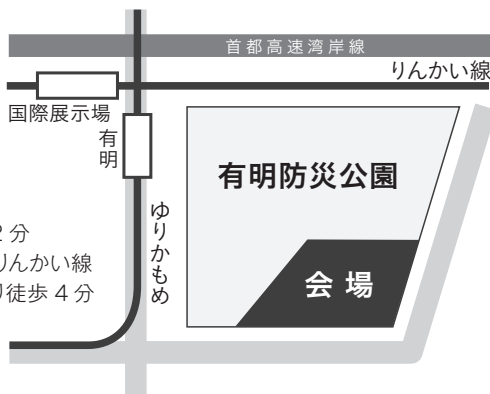 首都高速湾岸線
りんかい線
国際展示場
有明
有明防災公園
ゆりかもめ
2 分
りんかい線
り徒歩 4 分
会 場